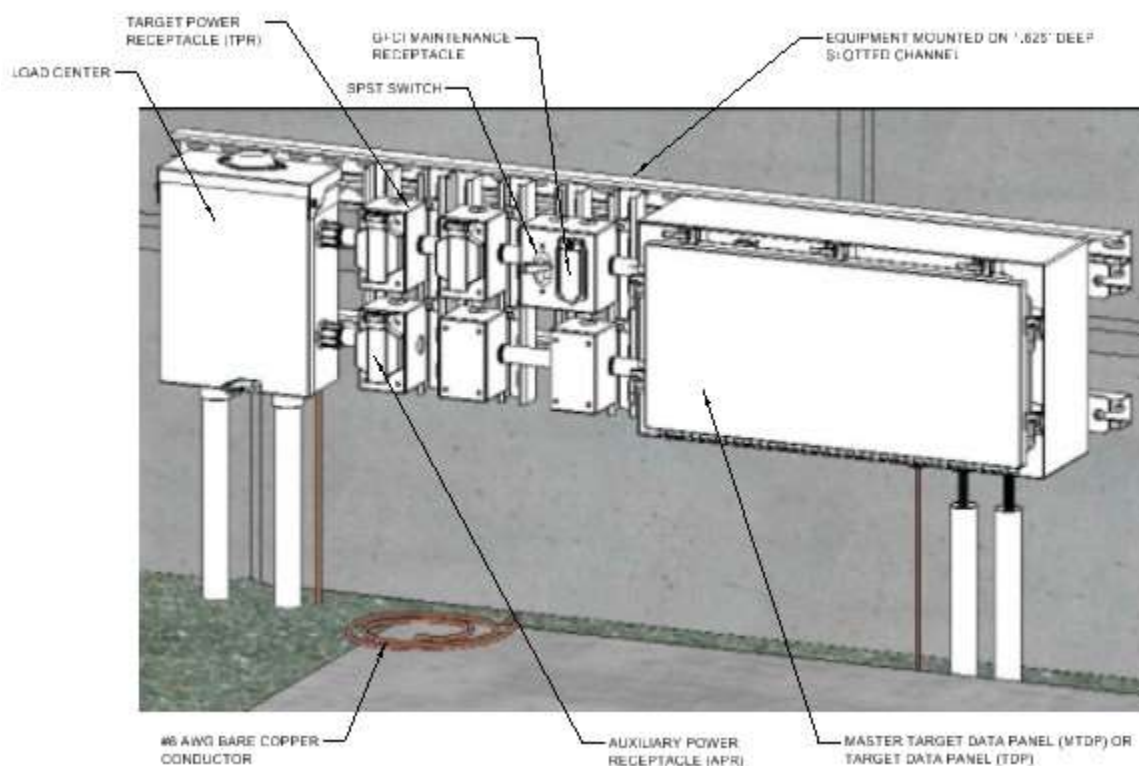 TARGET POWER
RECEPTACLE (TPR)
GFCI MAINTENANCE
RECEPTACLE
EQUIPMENT MOUNTED ON 1.625" DEEP
SLOTTED CHANNEL
LOAD CENTER
SPST SWITCH
#6 AWG BARE COPPER
CONDUCTOR
AUXILIARY POWER
RECEPTACLE (APR)
MASTER TARGET DATA PANEL (MTDP) OR
TARGET DATA PANEL (TDP)